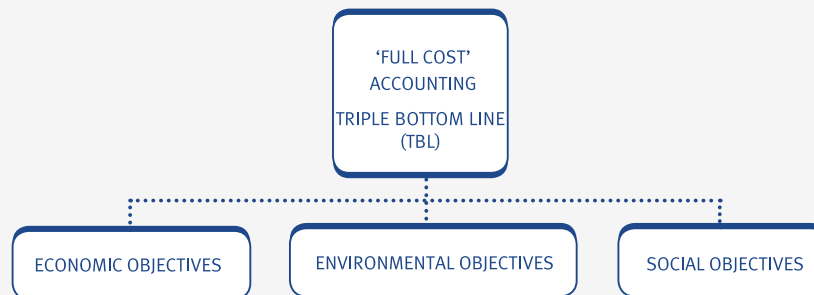 ‘FULL COST’
ACCOUNTING
TRIPLE BOTTOM LINE
(TBL)
ECONOMIC OBJECTIVES
ENVIRONMENTAL OBJECTIVES
SOCIAL OBJECTIVES